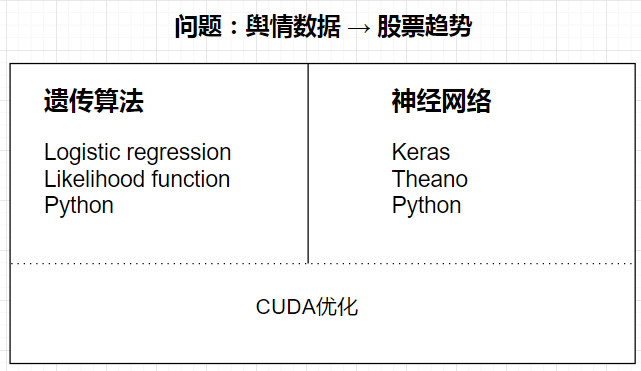 问题：舆情数据 → 股票趋势
遗传算法
Logistic regression
Likelihood function
Python
神经网络
Keras
Theano
Python
CUDA优化